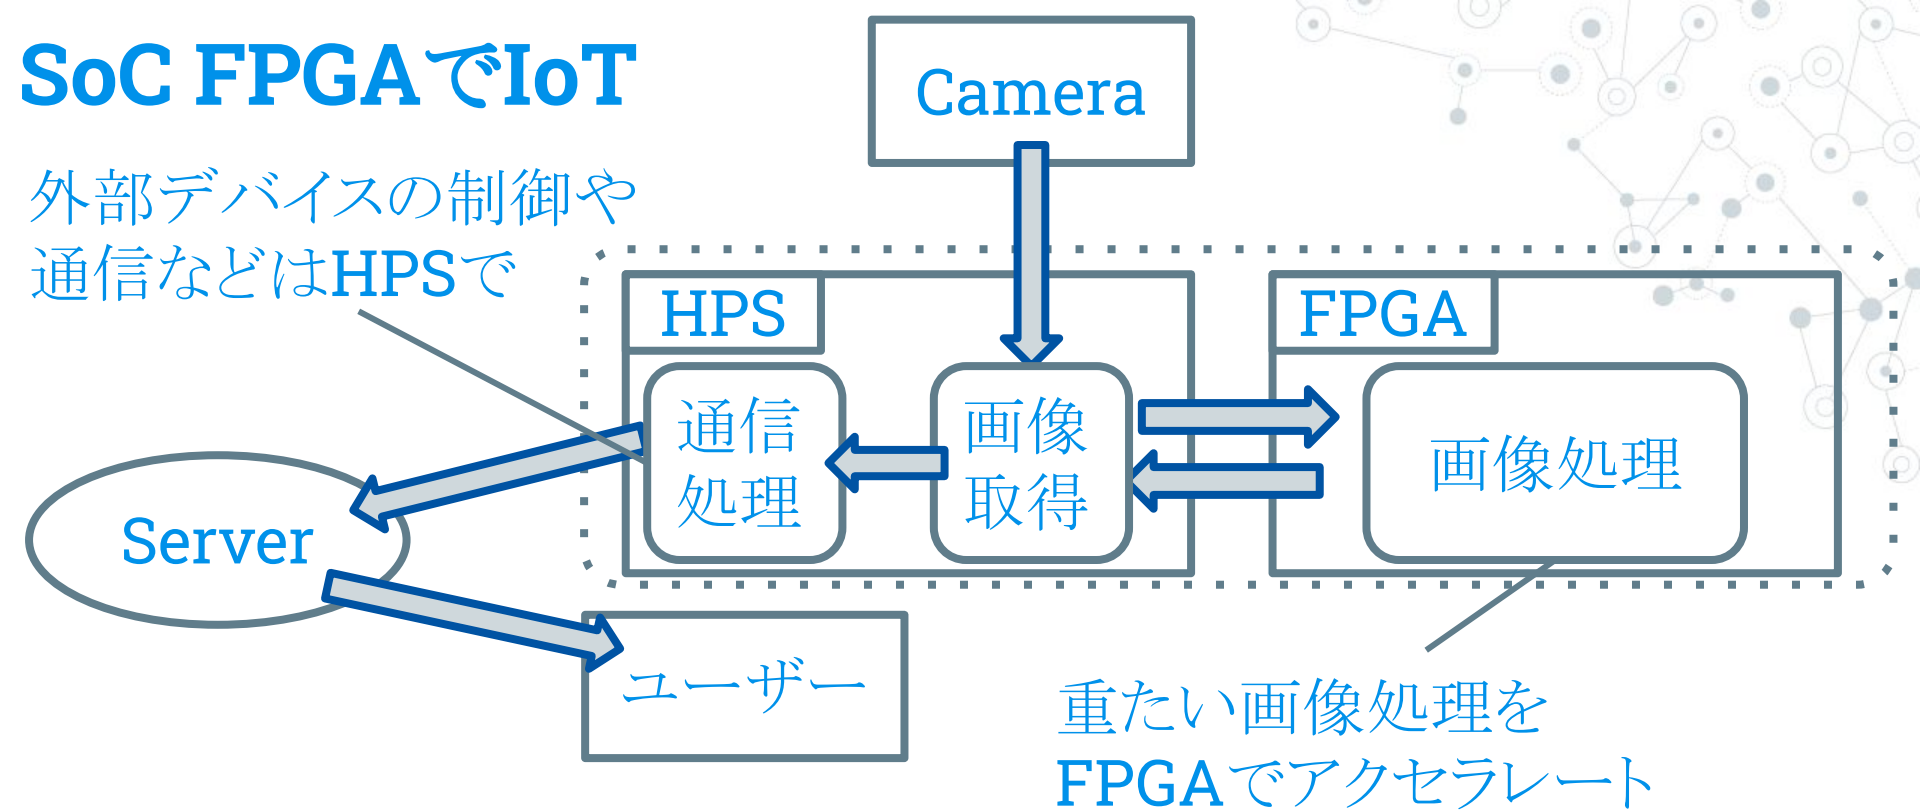 SoC FPGAでIoT
Camera
外部デバイスの制御や
通信などはHPSで
HPS
FPGA
通信
処理
画像
取得
画像処理
Server
ユーザー
重たい画像処理を
FPGAでアクセラレート